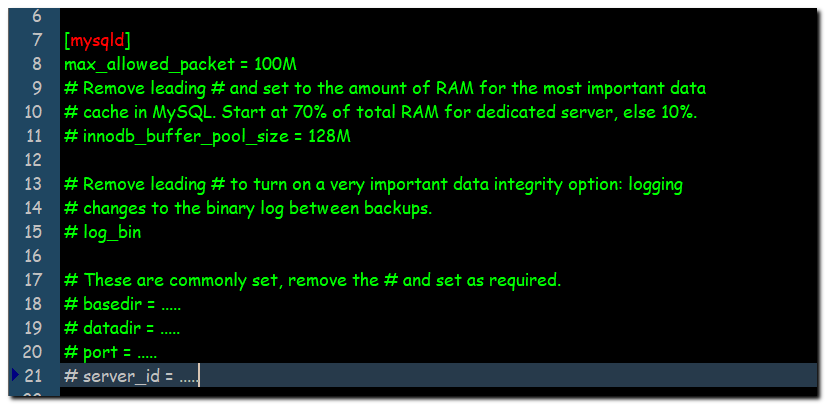 6
7 [mysqld]
8 max_allowed_packet = 100M
9 # Remove leading # and set to the amount of RAM for the most important data
10 # cache in MySQL. Start at 70% of total RAM for dedicated server, else 10%.
11 # innodb_buffer_pool_size = 128M
12
13 # Remove leading # to turn on a very important data integrity option: logging
14 # changes to the binary log between backups.
15 # log_bin
16
17 # These are commonly set, remove the # and set as required.
18 # basedir = .....
19 # datadir = .....
20 # port = .....
21 # server_id = .....